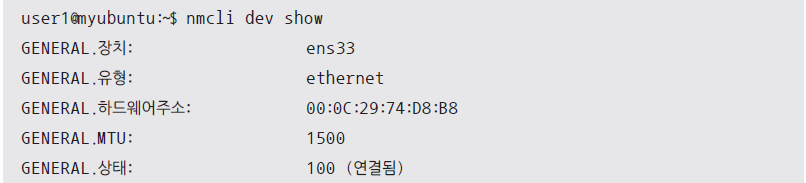 user1@myubuntu:~$ nmcli dev show
GENERAL.장치: ens33
GENERAL.유형: ethernet
GENERAL.하드웨어주소: 00:0C:29:74:D8:B8
GENERAL.MTU: 1500
GENERAL.상태: 100 (연결됨)